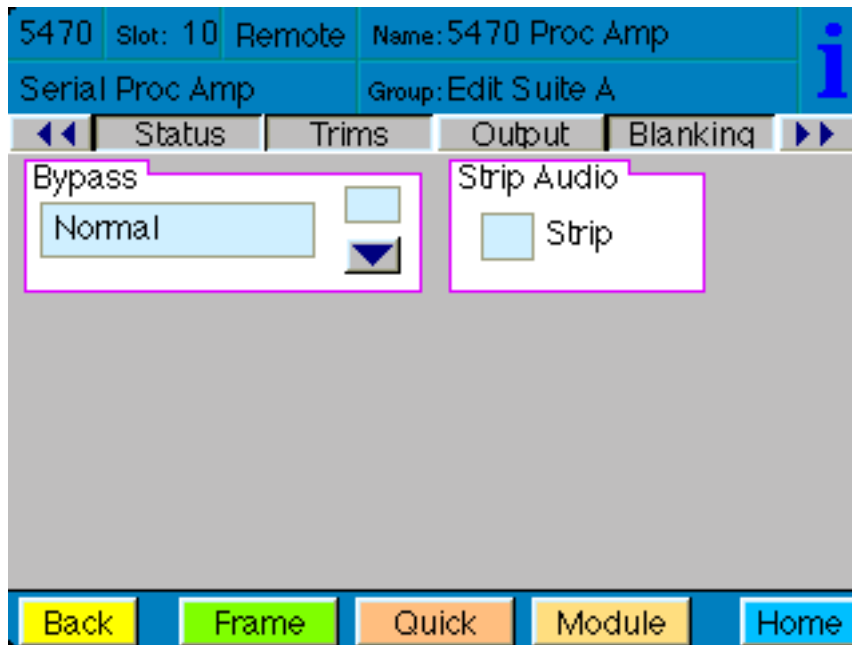 5470 Slot: 10 Remote Name: 5470 Proc Amp
Serial Proc Amp Group: Edit Suite A
i
Status Trims Output Blanking
Bypass Strip Audio
Normal Strip
Back Frame Quick Module Home